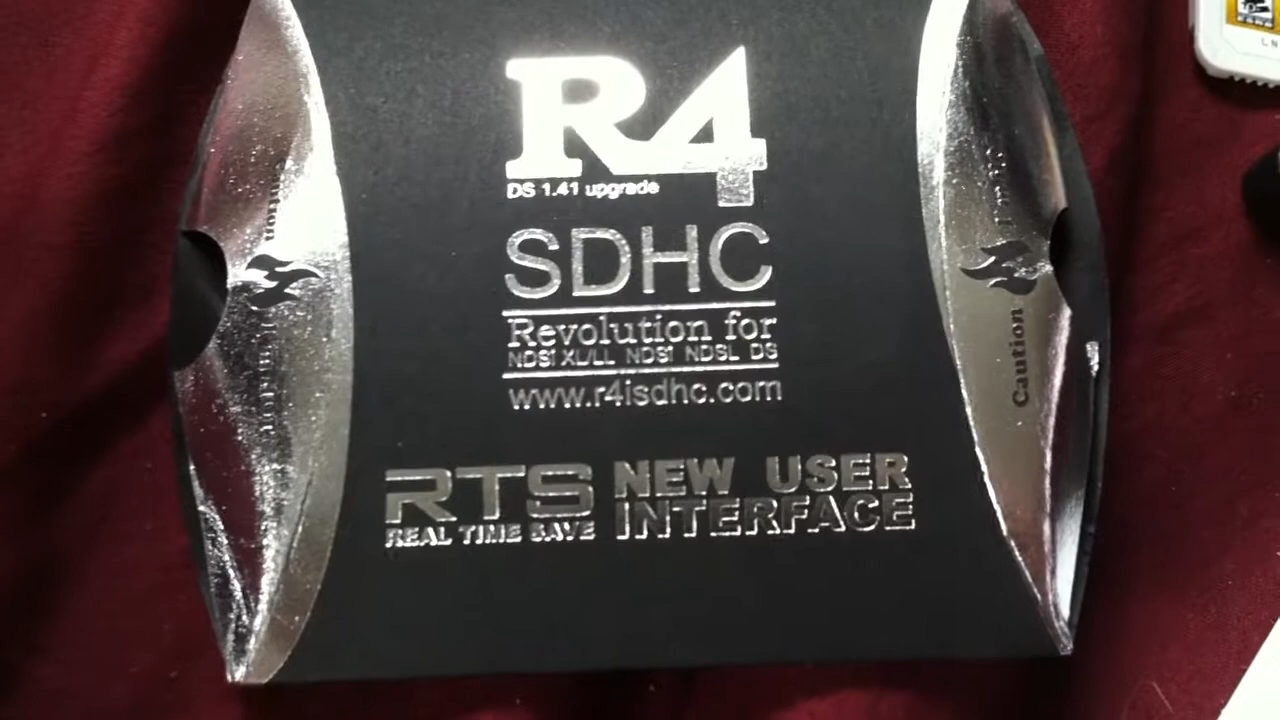 R4
DS 1.41 upgrade
SDHC
Revolution for
NDSi XL/LL NDSi NDSL DS
www.r4isdhc.com
RTS
REAL TIME SAVE
NEW USER
INTERFACE
Caution